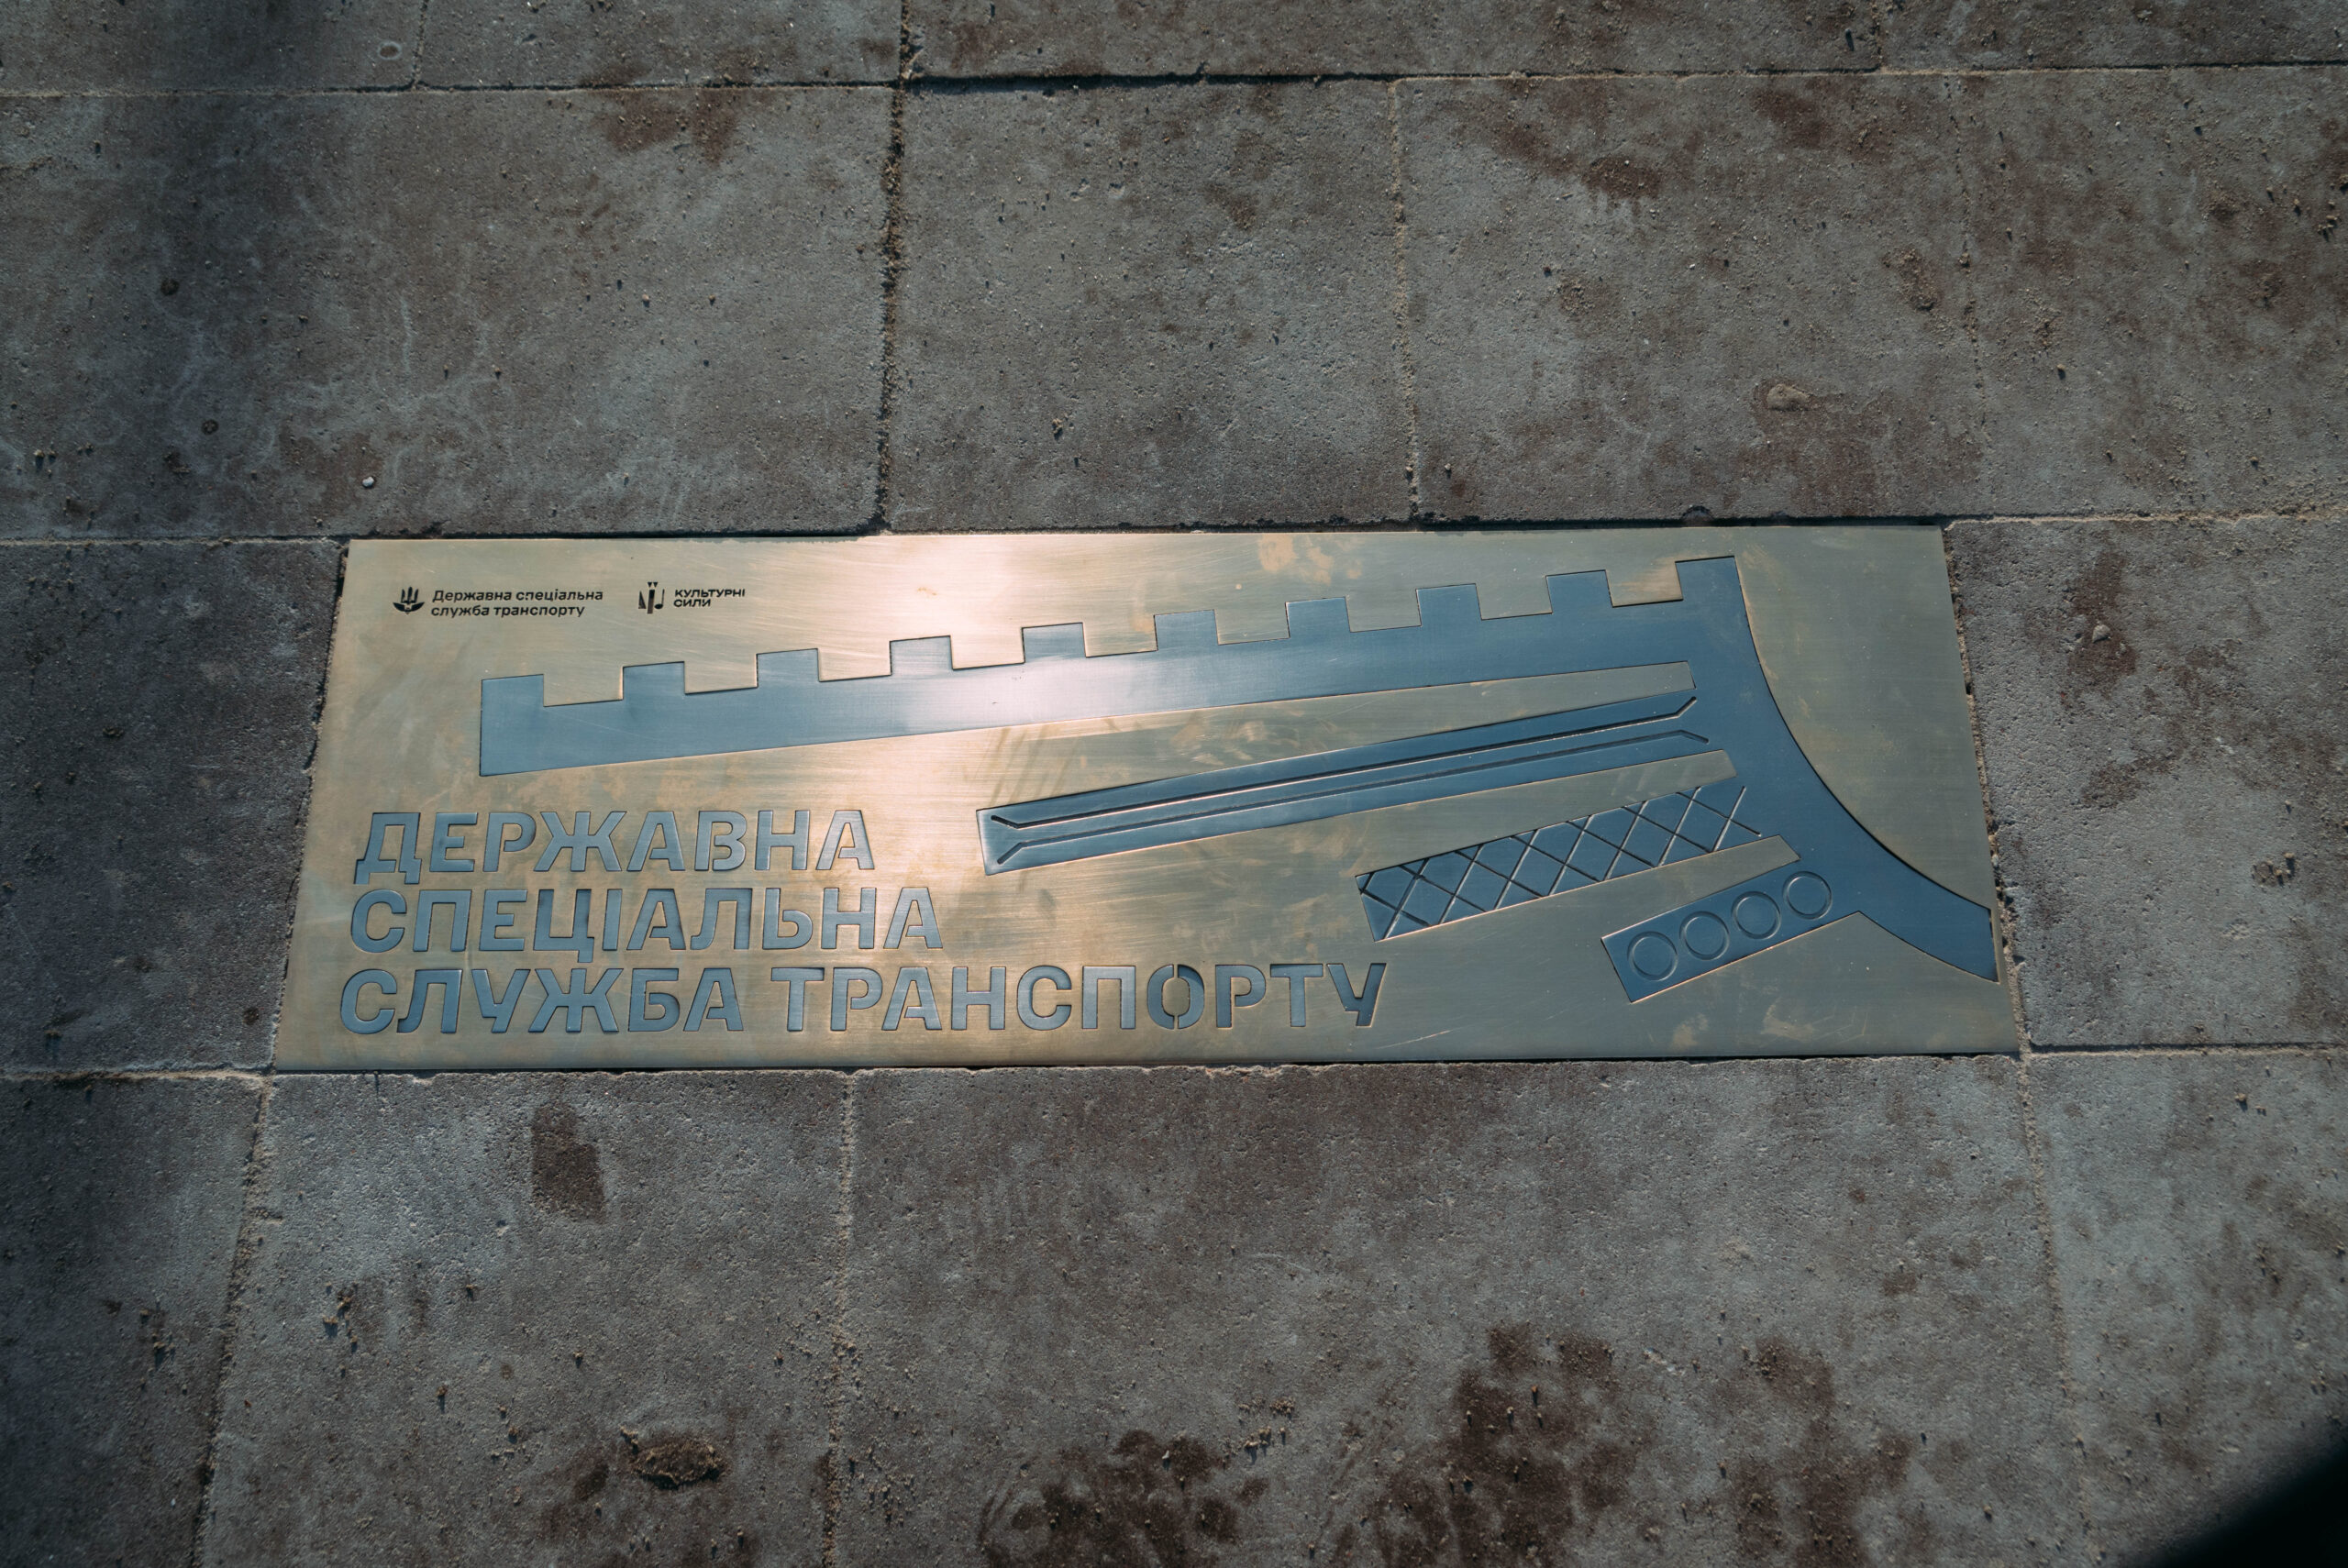 Державна спеціальна
служба транспорту
КУЛЬТУРНІ
СИЛИ
ДЕРЖАВНА
СПЕЦІАЛЬНА
СЛУЖБА ТРАНСПОРТУ